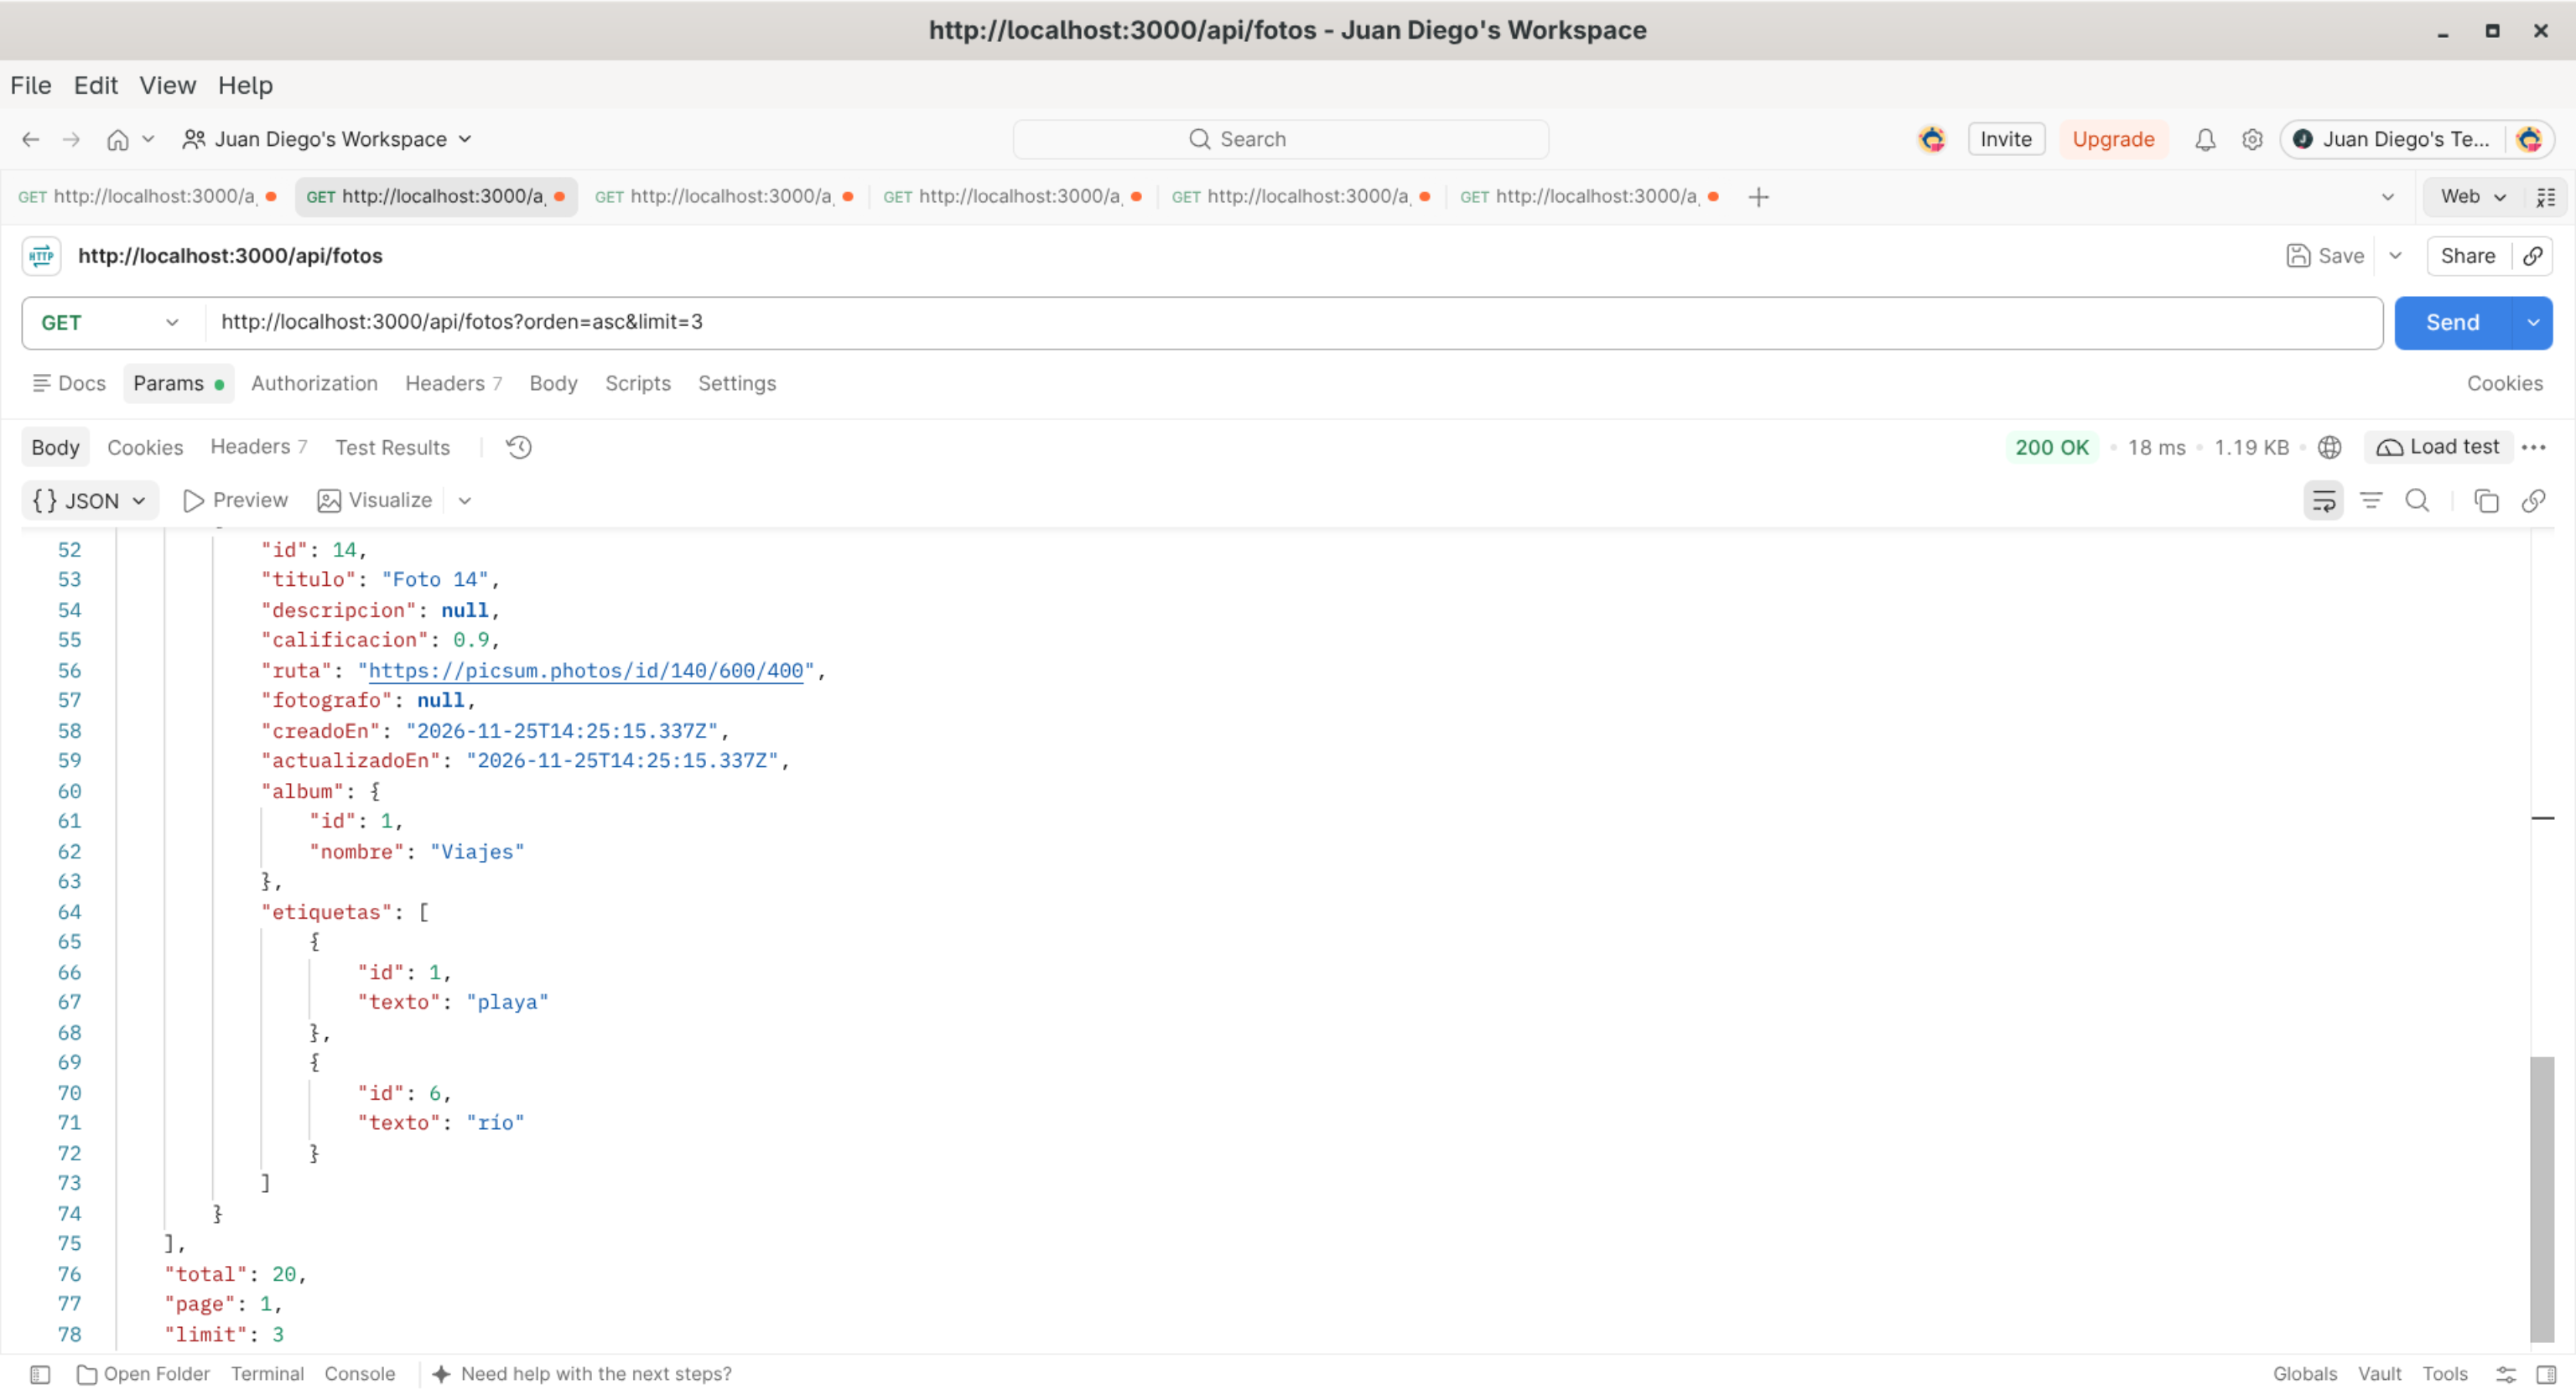 http://localhost:3000/api/fotos - Juan Diego's Workspace
File Edit View Help
Juan Diego's Workspace
Search
Invite
Upgrade
J
Juan Diego's Te...
GET http://localhost:3000/a
GET http://localhost:3000/a
GET http://localhost:3000/a
GET http://localhost:3000/a
GET http://localhost:3000/a
GET http://localhost:3000/a
Web
HTTP
http://localhost:3000/api/fotos
Save
Share
GET http://localhost:3000/api/fotos?orden=asc&limit=3
Send
Docs Params Authorization Headers 7 Body Scripts Settings Cookies
Body Cookies Headers 7 Test Results
200 OK • 18 ms • 1.19 KB
Load test
{} JSON Preview Visualize
52 "id": 14,
53 "titulo": "Foto 14",
54 "descripcion": null,
55 "calificacion": 0.9,
56 "ruta": "https://picsum.photos/id/140/600/400",
57 "fotografo": null,
58 "creadoEn": "2026-11-25T14:25:15.337Z",
59 "actualizadoEn": "2026-11-25T14:25:15.337Z",
60 "album": {
61 "id": 1,
62 "nombre": "Viajes"
63 },
64 "etiquetas": [
65 {
66 "id": 1,
67 "texto": "playa"
68 },
69 {
70 "id": 6,
71 "texto": "río"
72 }
73 ]
74 }
75 ],
76 "total": 20,
77 "page": 1,
78 "limit": 3
Open Folder Terminal Console Need help with the next steps? Globals Vault Tools